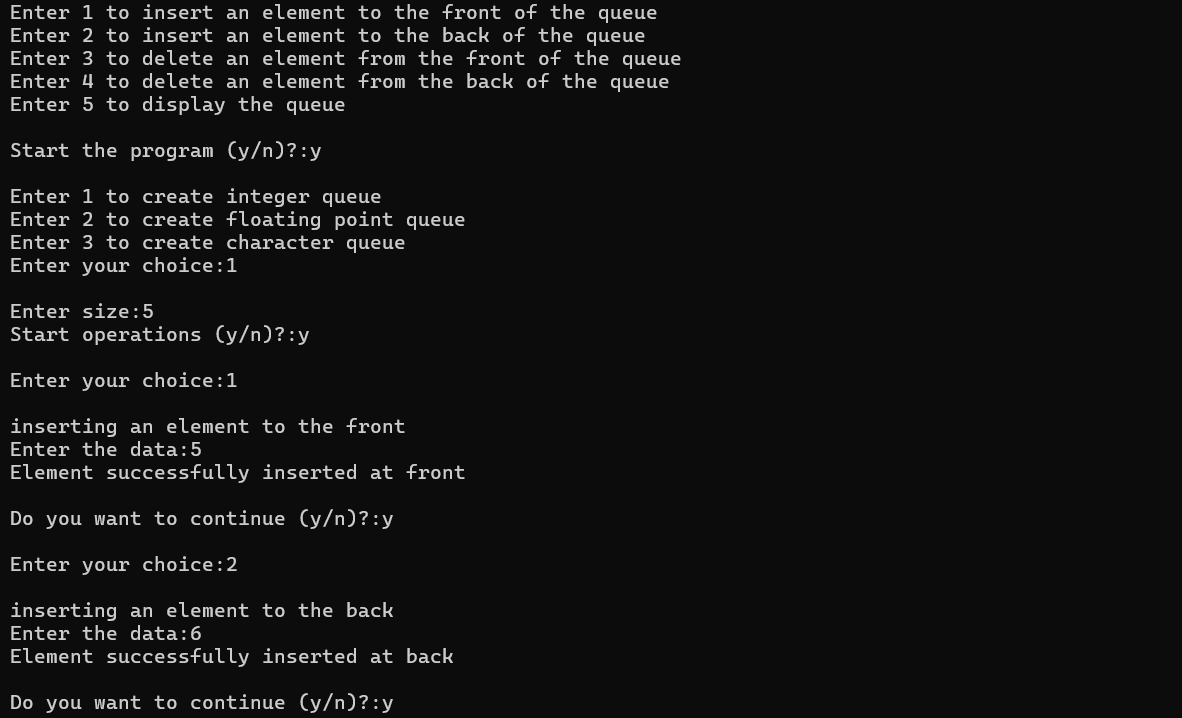 Enter 1 to insert an element to the front of the queue
Enter 2 to insert an element to the back of the queue
Enter 3 to delete an element from the front of the queue
Enter 4 to delete an element from the back of the queue
Enter 5 to display the queue
Start the program (y/n)?:y
Enter 1 to create integer queue
Enter 2 to create floating point queue
Enter 3 to create character queue
Enter your choice:1
Enter size:5
Start operations (y/n)?:y
Enter your choice:1
inserting an element to the front
Enter the data:5
Element successfully inserted at front
Do you want to continue (y/n)?:y
Enter your choice:2
inserting an element to the back
Enter the data:6
Element successfully inserted at back
Do you want to continue (y/n)?:y